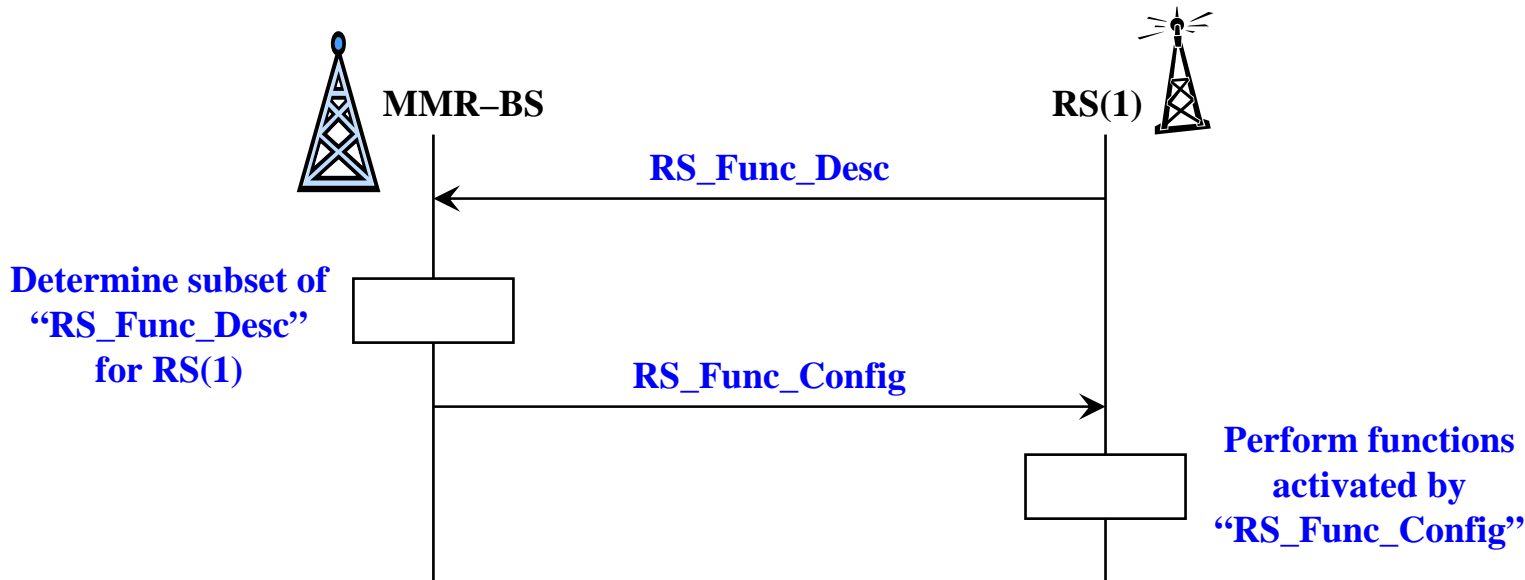 MMR–BS
RS(1)
RS_Func_Desc
Determine subset of
“RS_Func_Desc”
for RS(1)
RS_Func_Config
Perform functions
activated by
“RS_Func_Config”